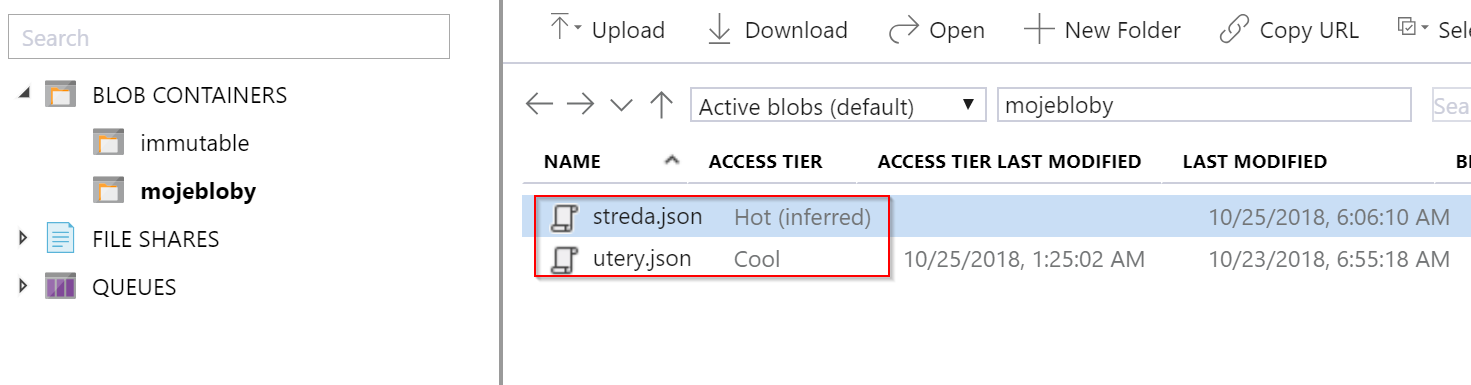 Search
BLOB CONTAINERS
immutable
mojebloby
FILE SHARES
QUEUES
Upload Download Open New Folder Copy URL Sele
Active blobs (default) mojebloby Sea
NAME ACCESS TIER ACCESS TIER LAST MODIFIED LAST MODIFIED
streda.json Hot (inferred) 10/25/2018, 6:06:10 AM
utery.json Cool 10/25/2018, 1:25:02 AM 10/23/2018, 6:55:18 AM